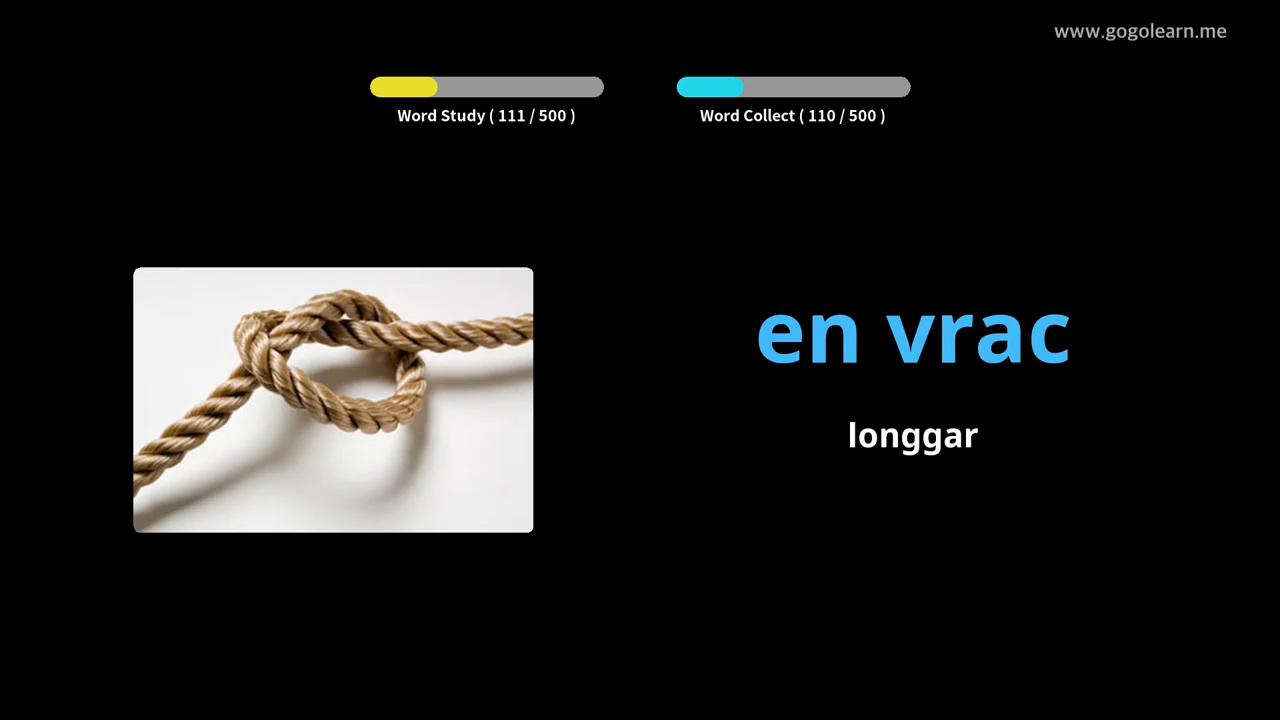 www.gogolearn.me
Word Study ( 111 / 500 )
Word Collect ( 110 / 500 )
en vrac
longgar